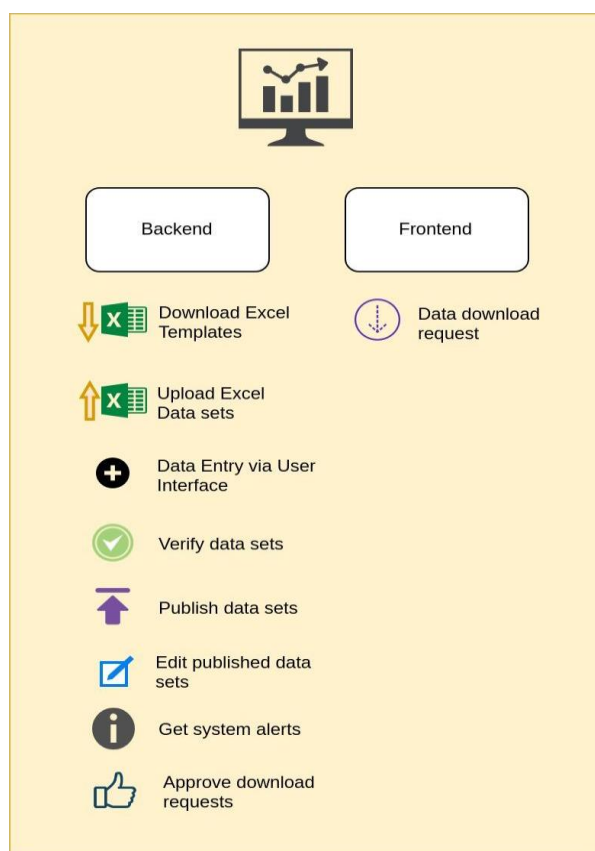 Backend
Frontend
Download Excel
Templates
Data download
request
Upload Excel
Data sets
Data Entry via User
Interface
Verify data sets
Publish data sets
Edit published data
sets
Get system alerts
Approve download
requests